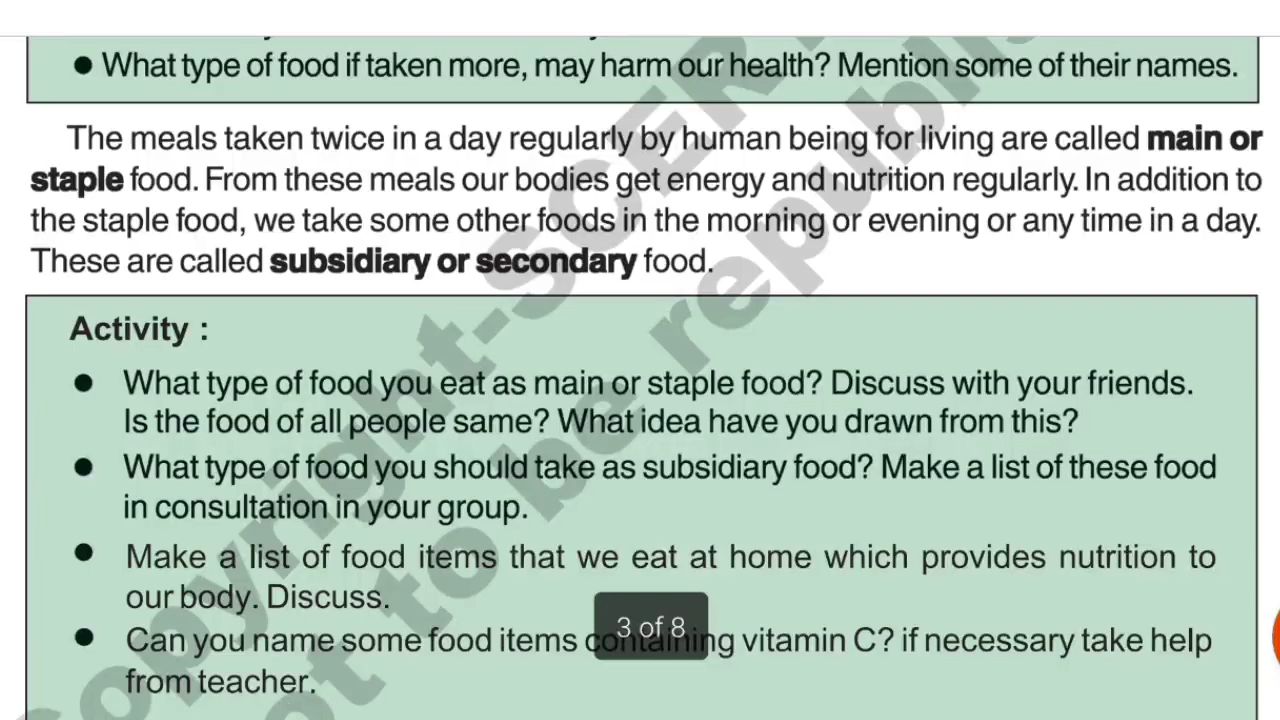 ● What type of food if taken more, may harm our health? Mention some of their names.
The meals taken twice in a day regularly by human being for living are called main or
staple food. From these meals our bodies get energy and nutrition regularly. In addition to
the staple food, we take some other foods in the morning or evening or any time in a day.
These are called subsidiary or secondary food.
Activity :
● What type of food you eat as main or staple food? Discuss with your friends.
Is the food of all people same? What idea have you drawn from this?
● What type of food you should take as subsidiary food? Make a list of these food
in consultation in your group.
● Make a list of food items that we eat at home which provides nutrition to
our body. Discuss.
● Can you name some food items containing vitamin C? if necessary take help
from teacher.
3 of 8